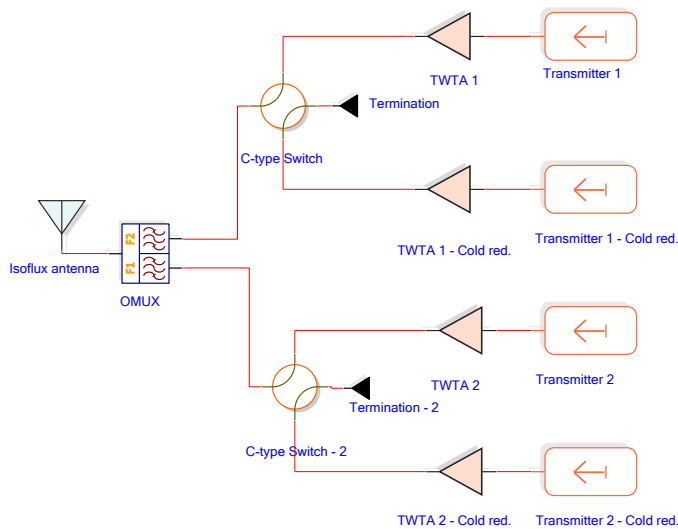 TWTA 1
Transmitter 1
Termination
C-type Switch
TWTA 1 - Cold red.
Transmitter 1 - Cold red.
Isoflux antenna
F2
F1
OMUX
TWTA 2
Transmitter 2
Termination - 2
C-type Switch - 2
TWTA 2 - Cold red.
Transmitter 2 - Cold red.